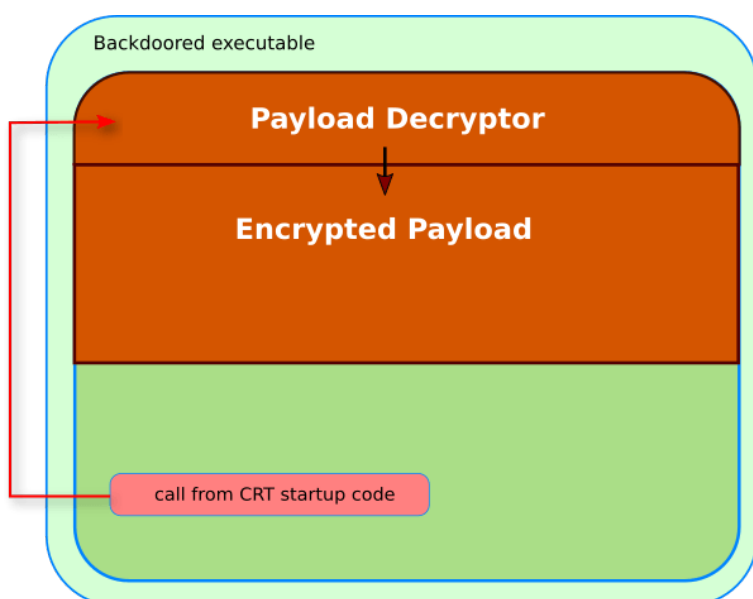 Backdoored executable
Payload Decryptor
Encrypted Payload
call from CRT startup code